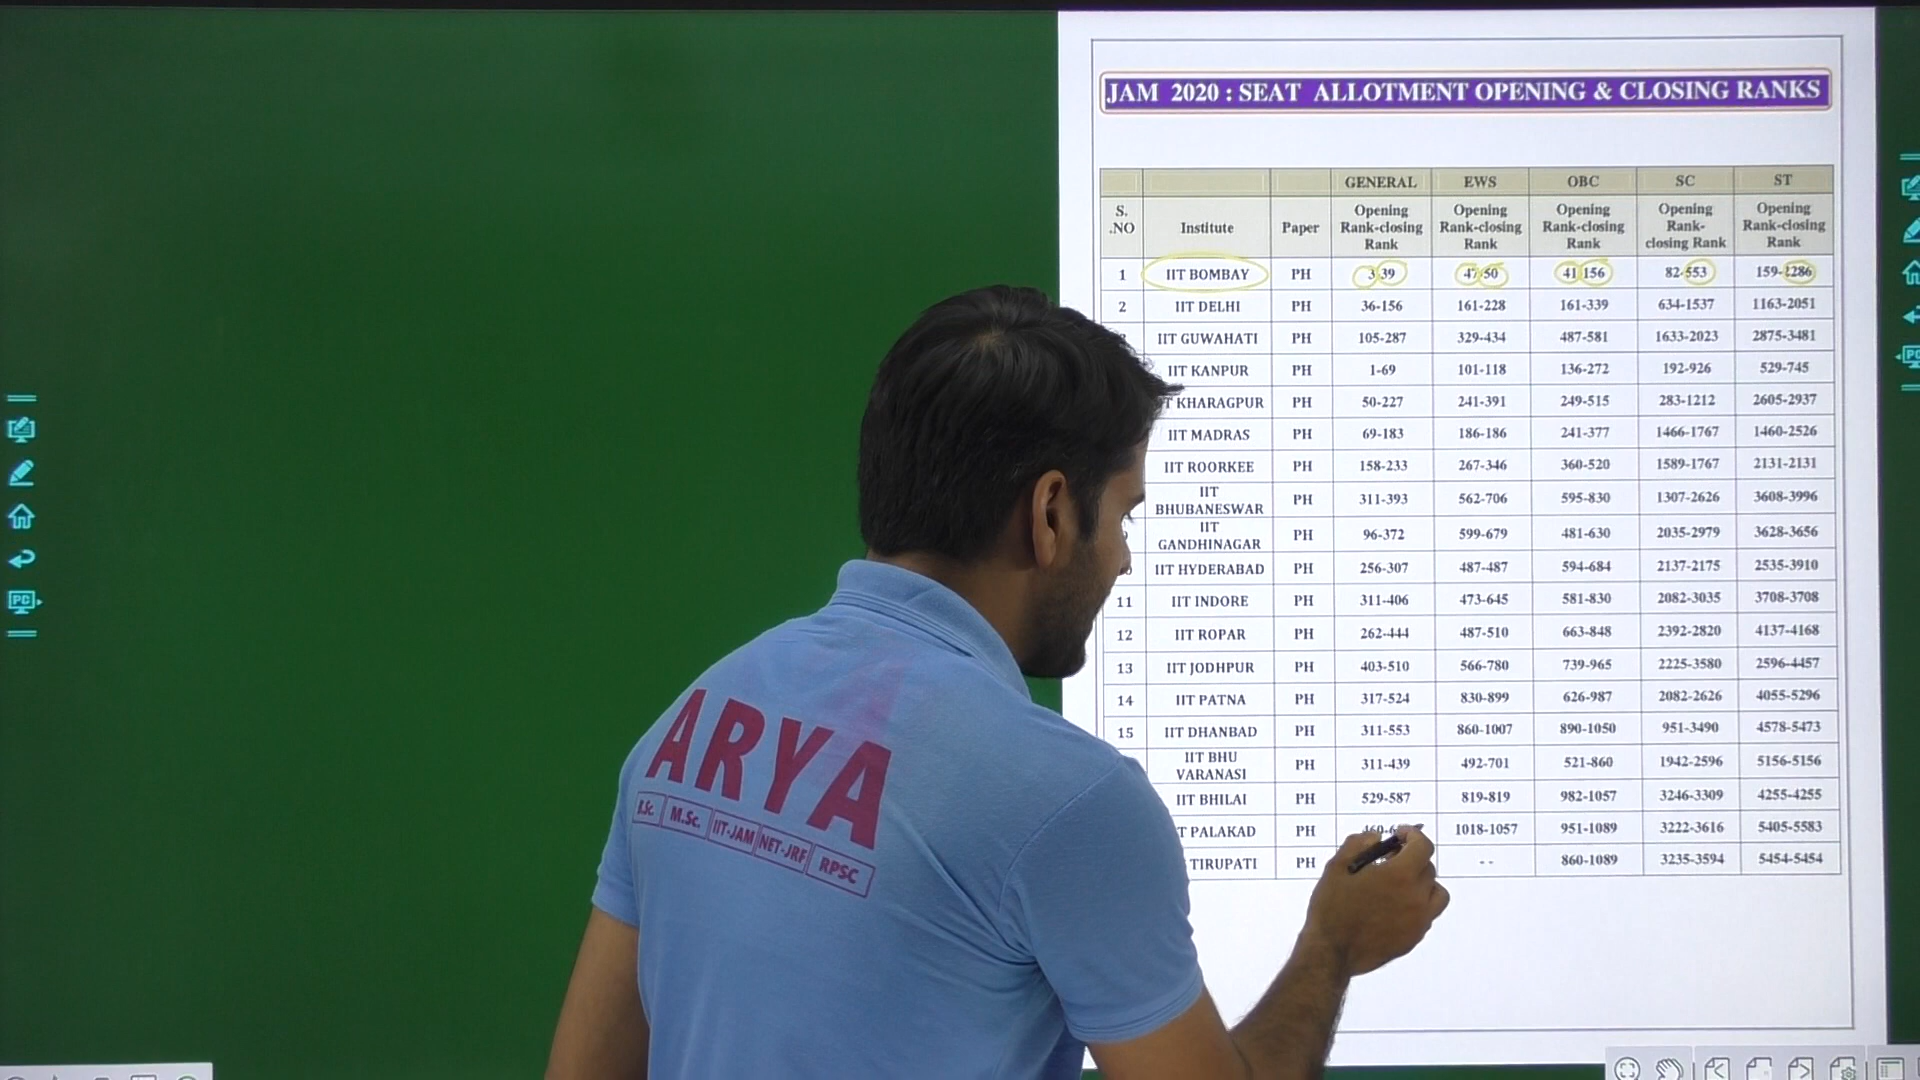 JAM 2020 : SEAT ALLOTMENT OPENING & CLOSING RANKS
GENERAL EWS OBC SC ST
S. .NO Institute Paper Opening Rank-closing Rank Opening Rank-closing Rank Opening Rank-closing Rank Opening Rank-closing Rank Opening Rank-closing Rank
1 IIT BOMBAY PH 3 39 47 50 41 156 82-553 159-1286
2 IIT DELHI PH 36-156 161-228 161-339 634-1537 1163-2051
IIT GUWAHATI PH 105-287 329-434 487-581 1633-2023 2875-3481
IIT KANPUR PH 1-69 101-118 136-272 192-926 529-745
T KHARAGPUR PH 50-227 241-391 249-515 283-1212 2605-2937
IIT MADRAS PH 69-183 186-186 241-377 1466-1767 1460-2526
IIT ROORKEE PH 158-233 267-346 360-520 1589-1767 2131-2131
IIT BHUBANESWAR PH 311-393 562-706 595-830 1307-2626 3608-3996
IIT GANDHINAGAR PH 96-372 599-679 481-630 2035-2979 3628-3656
IIT HYDERABAD PH 256-307 487-487 594-684 2137-2175 2535-3910
11 IIT INDORE PH 311-406 473-645 581-830 2082-3035 3708-3708
12 IIT ROPAR PH 262-444 487-510 663-848 2392-2820 4137-4168
13 IIT JODHPUR PH 403-510 566-780 739-965 2225-3580 2596-4457
14 IIT PATNA PH 317-524 830-899 626-987 2082-2626 4055-5296
15 IIT DHANBAD PH 311-553 860-1007 890-1050 951-3490 4578-5473
IIT BHU VARANASI PH 311-439 492-701 521-860 1942-2596 5156-5156
IIT BHILAI PH 529-587 819-819 982-1057 3246-3309 4255-4255
T PALAKAD PH 1018-1057 951-1089 3222-3616 5405-5583
TIRUPATI PH - - 860-1089 3235-3594 5454-5454
ARYA
B.Sc. M.Sc. IIT-JAM NET-JRF RPSC
PC